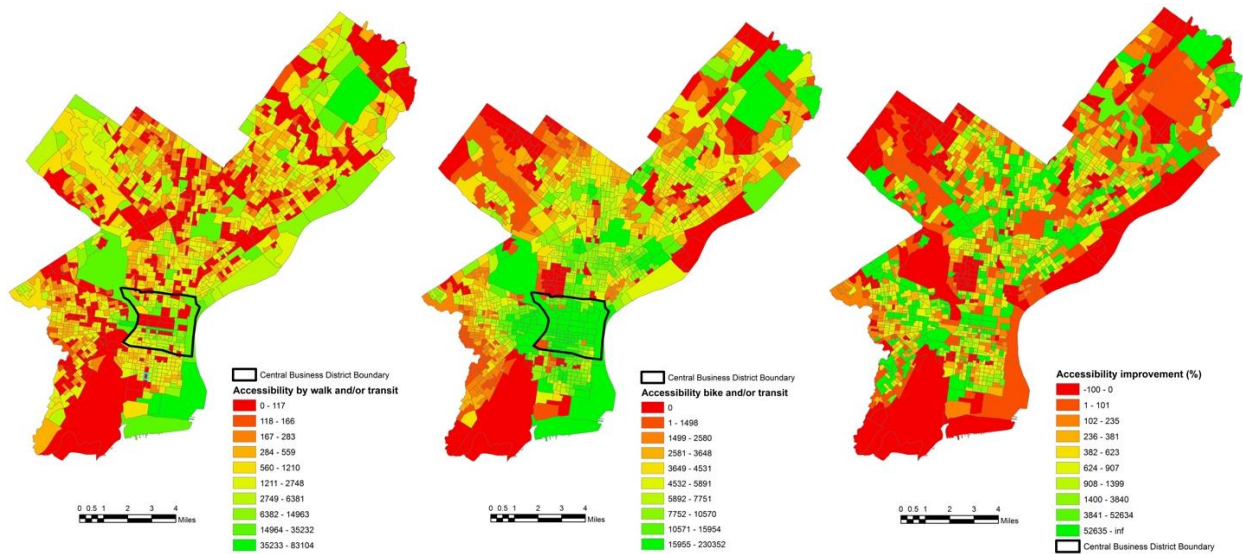 Central Business District Boundary
Accessibility by walk and/or transit
0 - 117
118 - 166
167 - 283
284 - 559
560 - 1210
1211 - 2748
2749 - 6381
6382 - 14963
14964 - 35232
35233 - 83104
0 0.5 1 2 3 4
Miles
Central Business District Boundary
Accessibility bike and/or transit
0
1 - 1498
1499 - 2580
2581 - 3648
3649 - 4531
4532 - 5891
5892 - 7751
7752 - 10570
10571 - 15954
15955 - 230352
0 0.5 1 2 3 4
Miles
Accessibility improvement (%)
-100 - 0
1 - 101
102 - 235
236 - 381
382 - 623
624 - 907
908 - 1399
1400 - 3840
3841 - 52634
52635 - inf
Central Business District Boundary
0 0.5 1 2 3 4
Miles